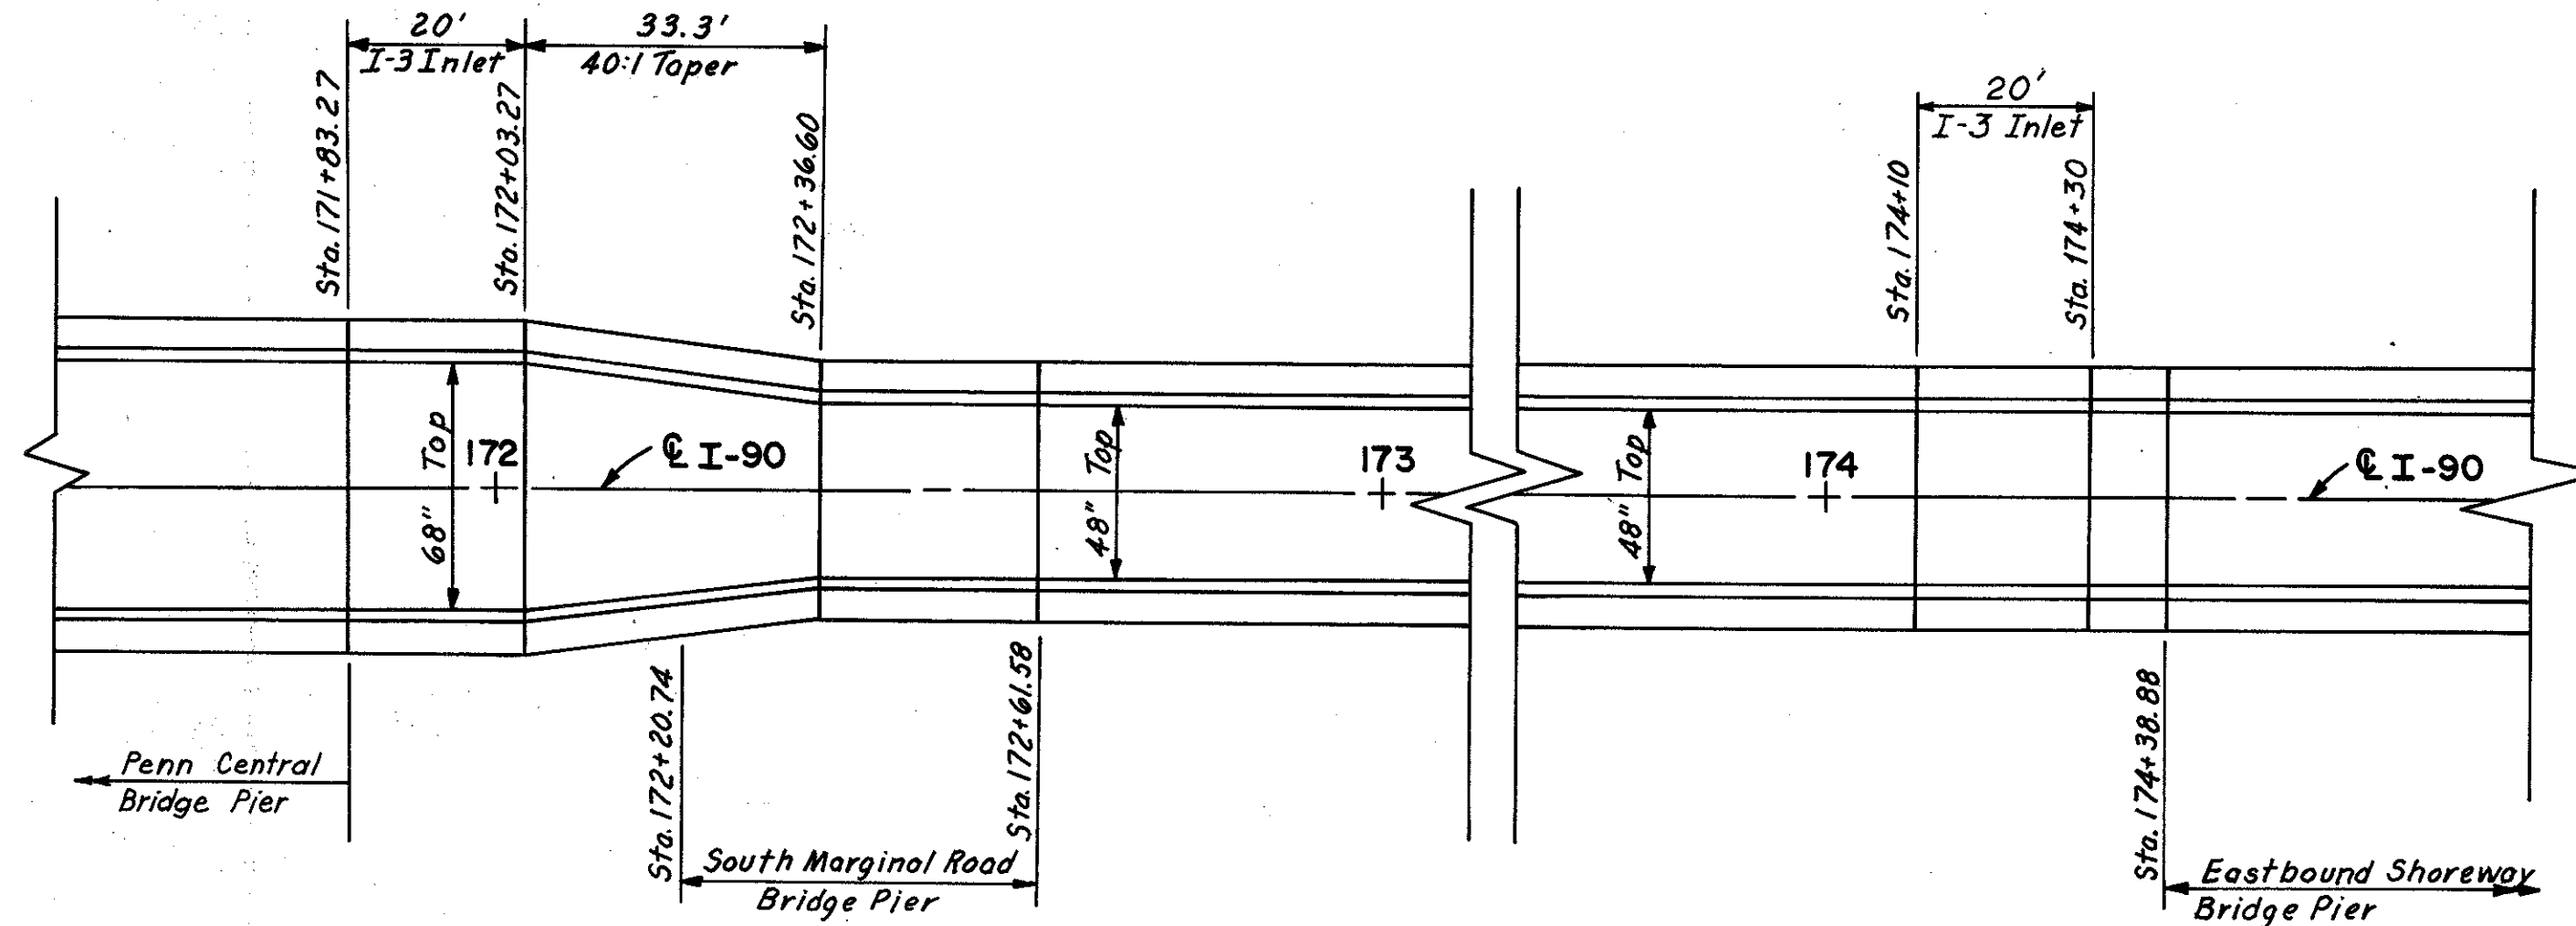 20'
I-3 Inlet
33.3'
40:1 Taper
20'
I-3 Inlet
Sta. 171+83.27
Sta. 172+03.27
Sta. 172+36.60
Sta. 174+10
Sta. 174+30
68" Top
172
℄ I-90
48" Top
173
48" Top
174
℄ I-90
Penn Central
Bridge Pier
Sta. 172+20.74
South Marginal Road
Bridge Pier
Sta. 172+61.58
Sta. 174+38.88
Eastbound Shoreway
Bridge Pier